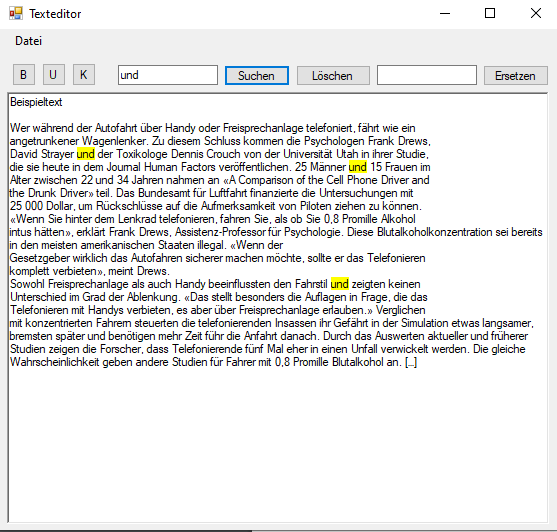 Texteditor
Datei
B U K und Suchen Löschen Ersetzen
Beispieltext
Wer während der Autofahrt über Handy oder Freisprechanlage telefoniert, fährt wie ein
angetrunkener Wagenlenker. Zu diesem Schluss kommen die Psychologen Frank Drews,
David Strayer und der Toxikologe Dennis Crouch von der Universität Utah in ihrer Studie,
die sie heute in dem Journal Human Factors veröffentlichen. 25 Männer und 15 Frauen im
Alter zwischen 22 und 34 Jahren nahmen an «A Comparison of the Cell Phone Driver and
the Drunk Driver» teil. Das Bundesamt für Luftfahrt finanzierte die Untersuchungen mit
25 000 Dollar, um Rückschlüsse auf die Aufmerksamkeit von Piloten ziehen zu können.
«Wenn Sie hinter dem Lenkrad telefonieren, fahren Sie, als ob Sie 0,8 Promille Alkohol
intus hätten», erklärt Frank Drews, Assistenz-Professor für Psychologie. Diese Blutalkoholkonzentration sei bereits
in den meisten amerikanischen Staaten illegal. «Wenn der
Gesetzgeber wirklich das Autofahren sicherer machen möchte, sollte er das Telefonieren
komplett verbieten», meint Drews.
Sowohl Freisprechanlage als auch Handy beeinflussten den Fahrstil und zeigten keinen
Unterschied im Grad der Ablenkung. «Das stellt besonders die Auflagen in Frage, die das
Telefonieren mit Handys verbieten, es aber über Freisprechanlage erlauben.» Verglichen
mit konzentrierten Fahrern steuerten die telefonierenden Insassen ihr Gefährt in der Simulation etwas langsamer,
bremsten später und benötigen mehr Zeit führ die Anfahrt danach. Durch das Auswerten aktueller und früherer
Studien zeigen die Forscher, dass Telefonierende fünf Mal eher in einen Unfall verwickelt werden. Die gleiche
Wahrscheinlichkeit geben andere Studien für Fahrer mit 0,8 Promille Blutalkohol an. [...]